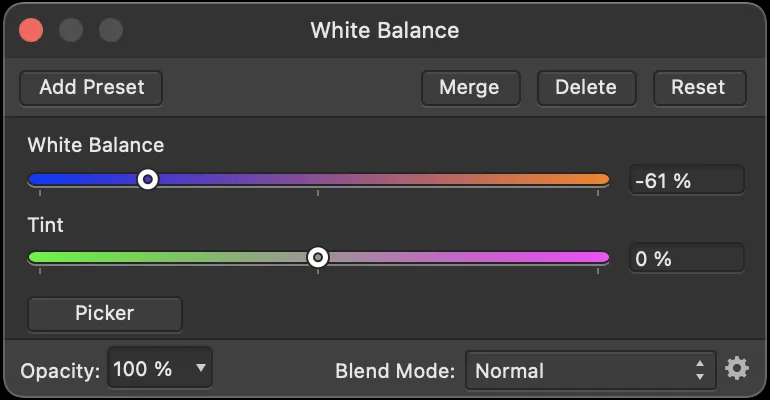 White Balance
Add Preset Merge Delete Reset
White Balance
-61 %
Tint
0 %
Picker
Opacity: 100 % Blend Mode: Normal